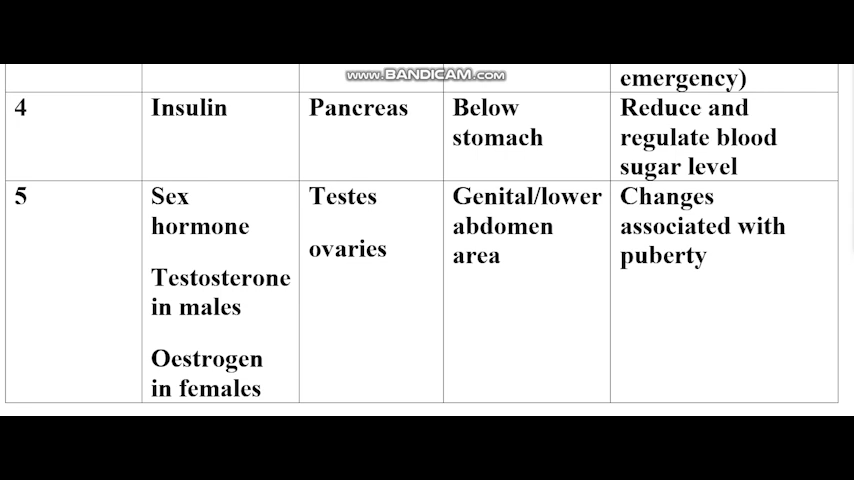 www.BANDICAM.com
emergency)
4 Insulin Pancreas Below stomach Reduce and regulate blood sugar level
5 Sex hormone Testes Genital/lower abdomen area Changes associated with puberty
ovaries
Testosterone in males
Oestrogen in females